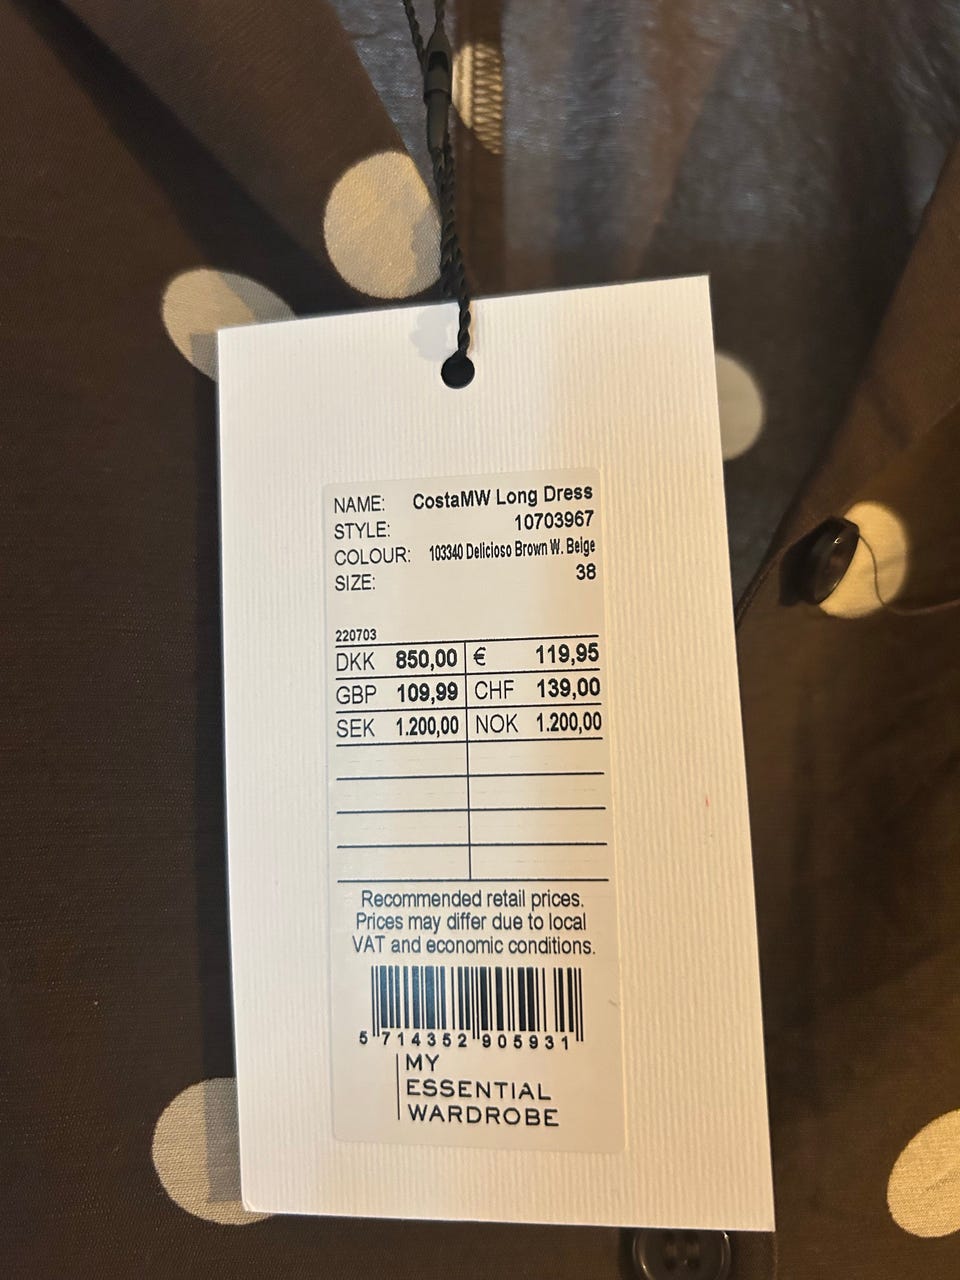 NAME: CostaMW Long Dress
STYLE: 10703967
COLOUR: 103340 Delicioso Brown W. Beige
SIZE: 38
220703
DKK 850,00 € 119,95
GBP 109,99 CHF 139,00
SEK 1.200,00 NOK 1.200,00
Recommended retail prices.
Prices may differ due to local
VAT and economic conditions.
5 714352 905931
MY
ESSENTIAL
WARDROBE